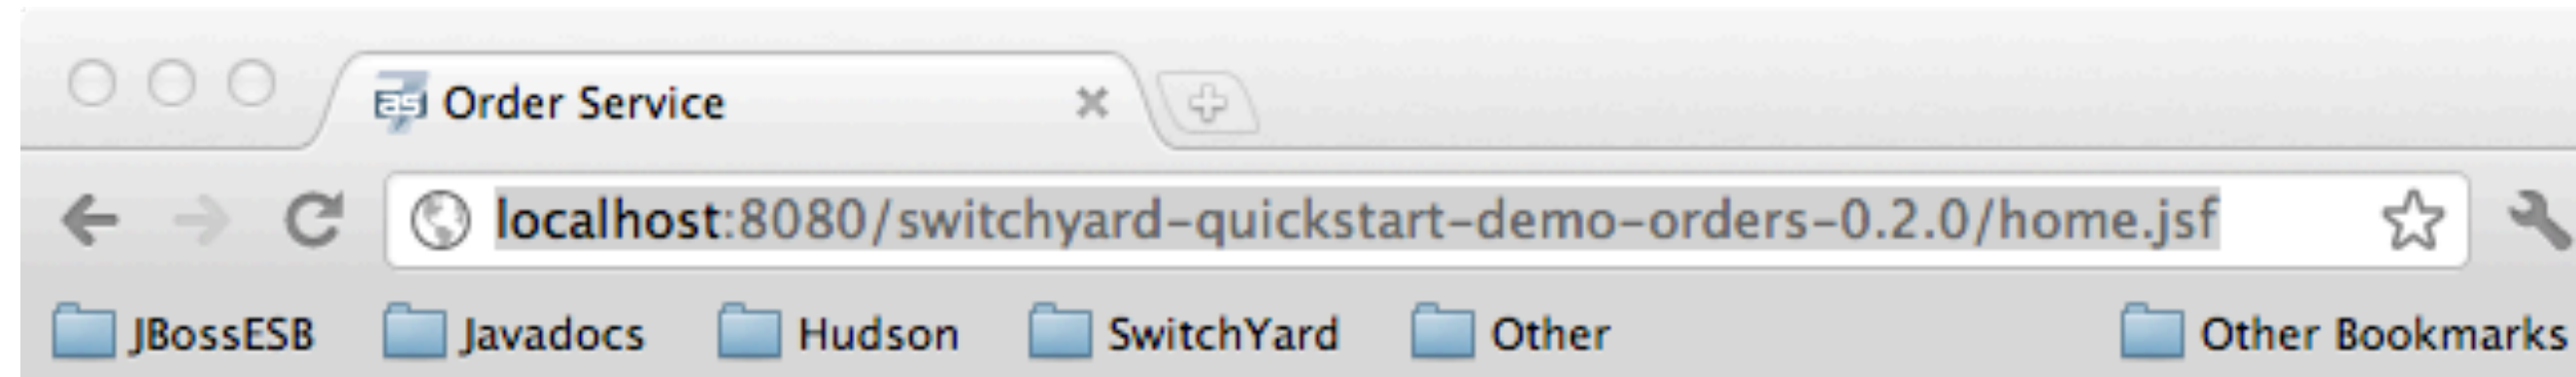 as Order Service
localhost:8080/switchyard-quickstart-demo-orders-0.2.0/home.jsf
JBossESB Javadocs Hudson SwitchYard Other Other Bookmarks